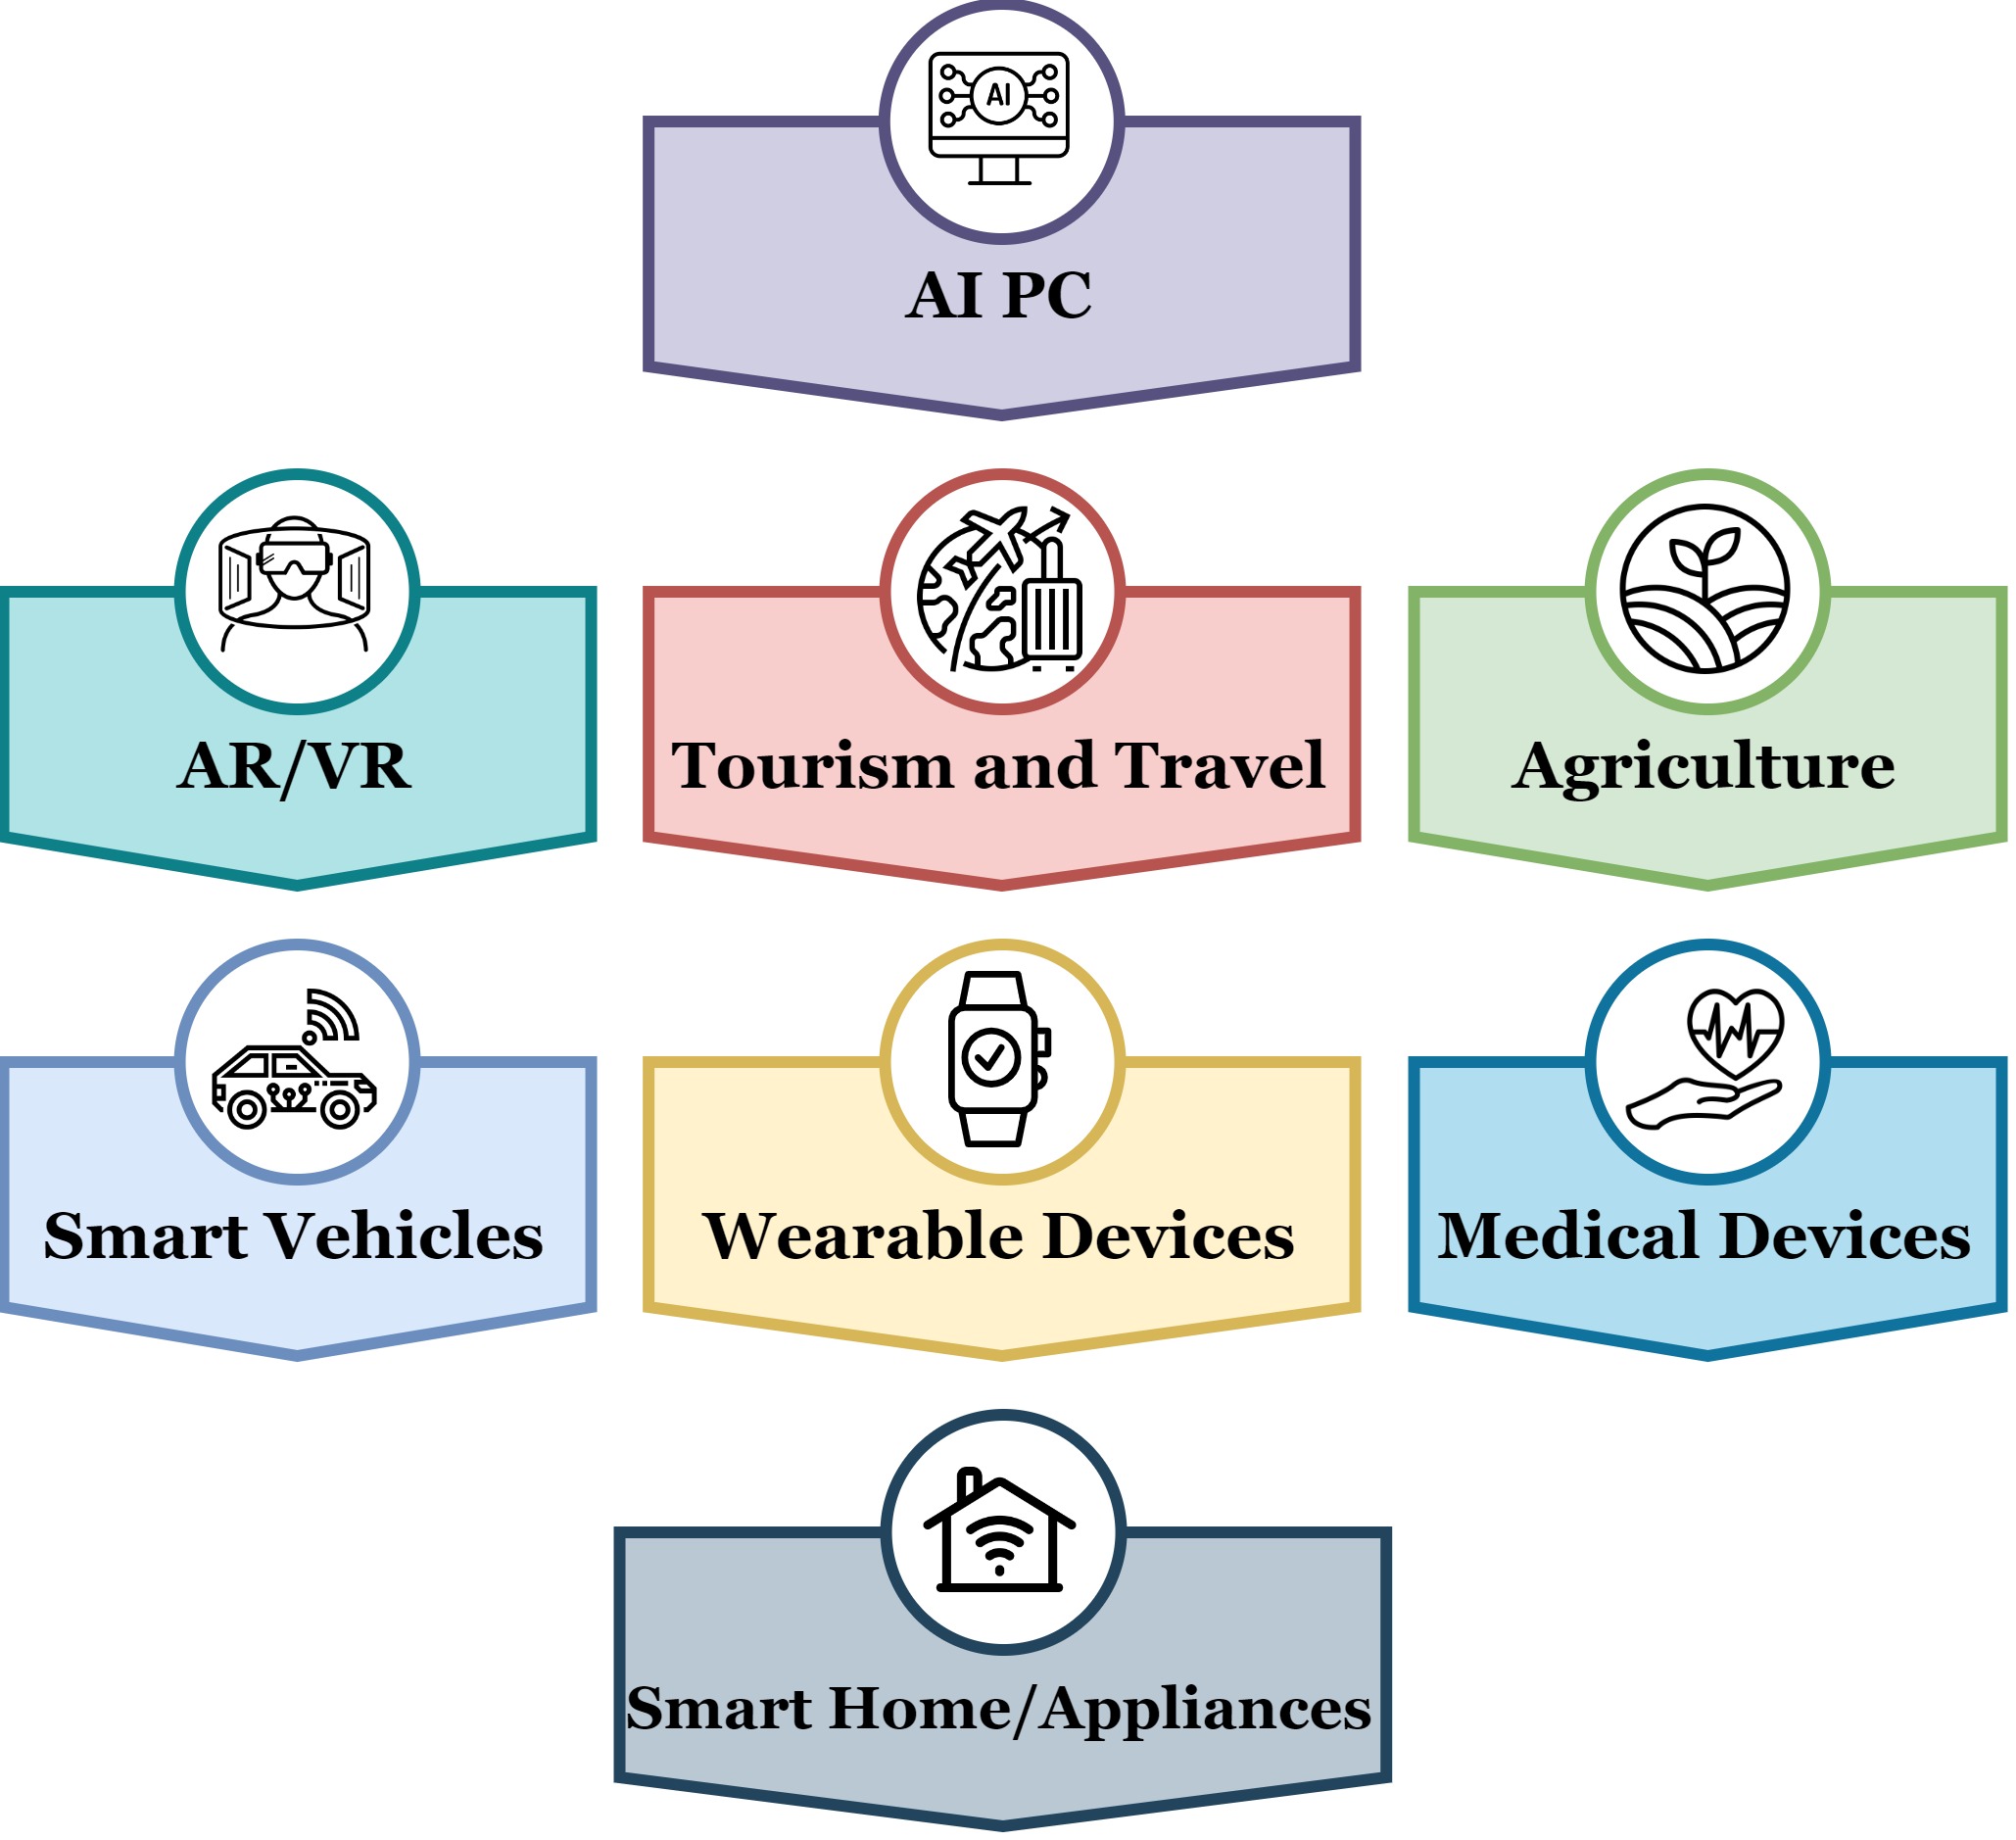 AI
AI PC
AR/VR
Tourism and Travel
Agriculture
Smart Vehicles
Wearable Devices
Medical Devices
Smart Home/Appliances